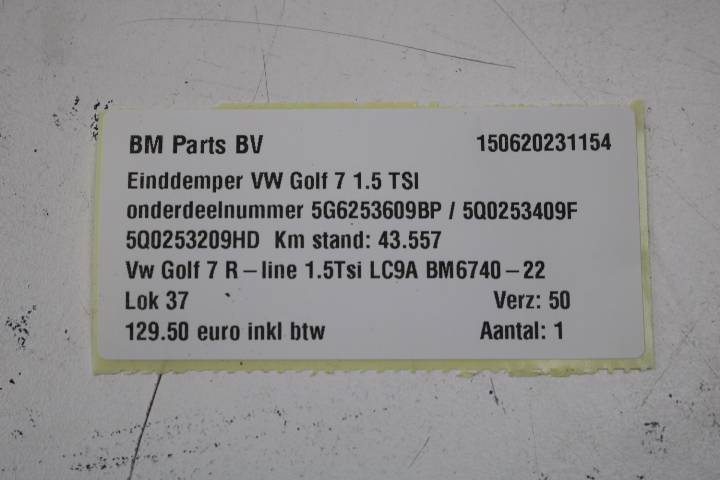 BM Parts BV 150620231154
Einddemper VW Golf 7 1.5 TSI
onderdeelnummer 5G6253609BP / 5Q0253409F
5Q0253209HD Km stand: 43.557
Vw Golf 7 R-line 1.5Tsi LC9A BM6740-22
Lok 37 Verz: 50
129.50 euro inkl btw Aantal: 1